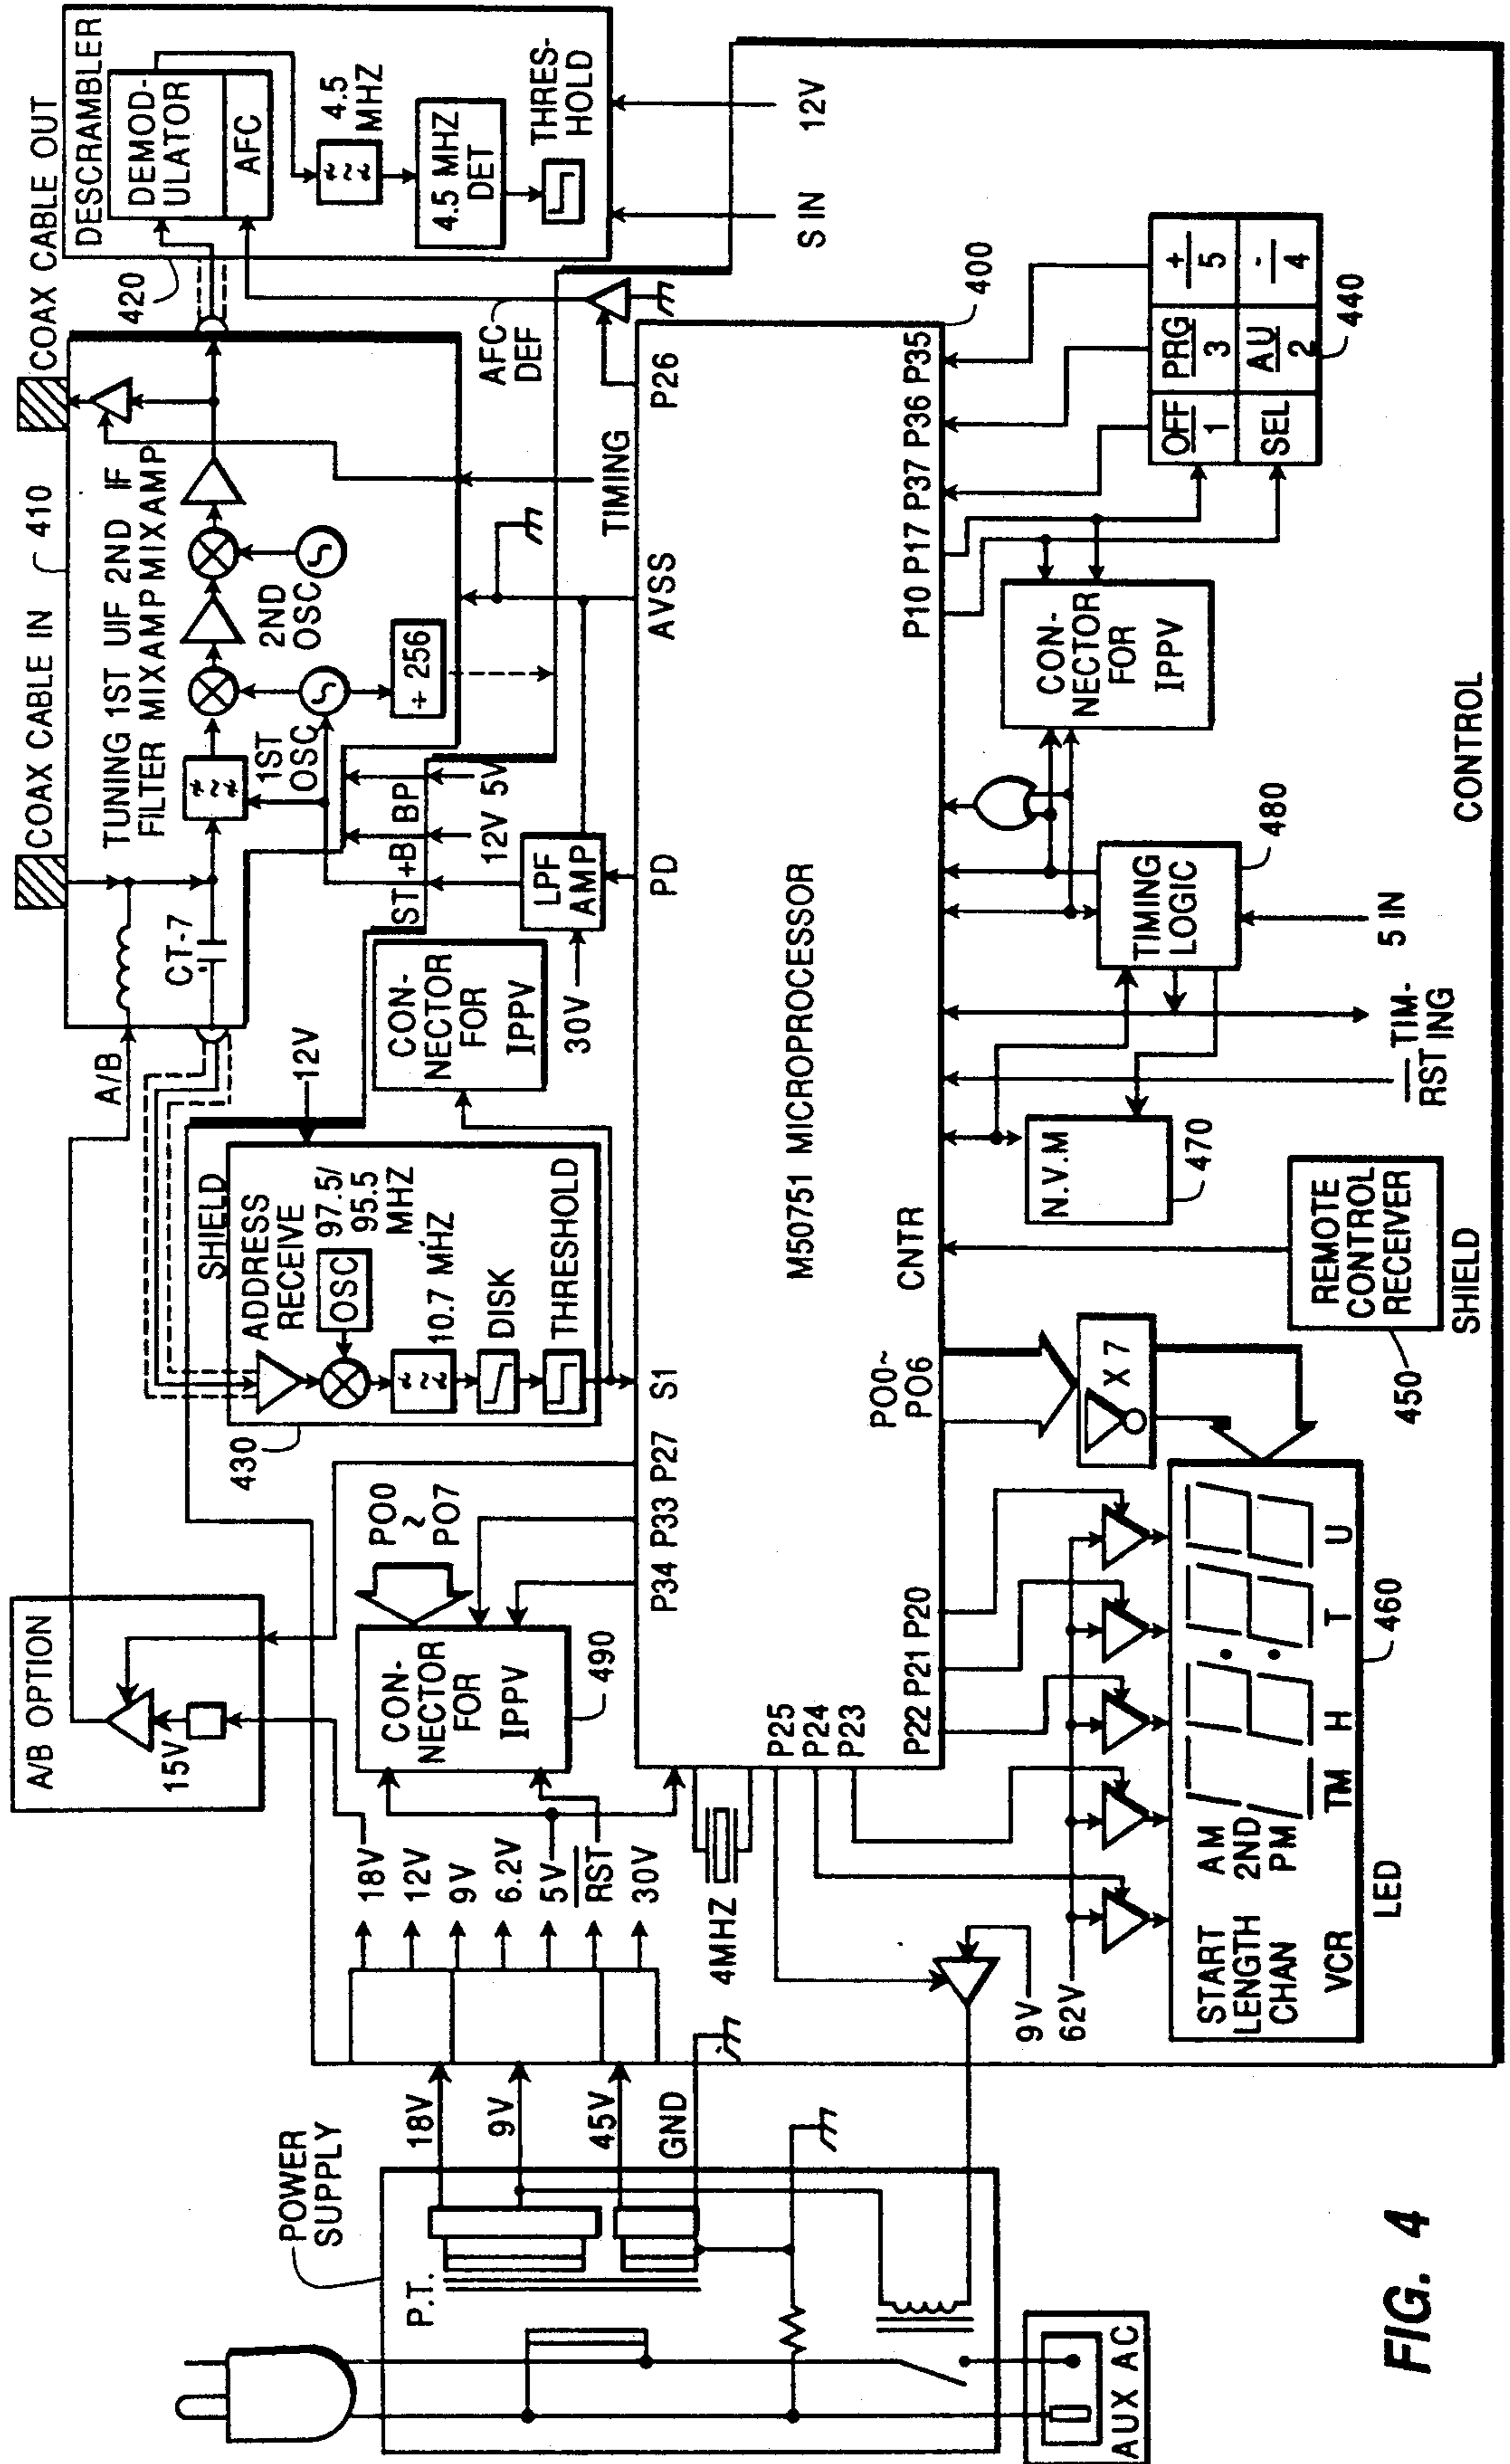 COAX CABLE IN
410
COAX CABLE OUT
TUNING 1ST UIF 2ND IF
FILTER MIXAMPMIXAMP
1ST
OSC
2ND
OSC
÷ 256
CT-7
A/B
ST +B BP
12V 5V
DESCRAMBLER
DEMOD-
ULATOR
AFC
4.5
MHZ
4.5 MHZ
DET
THRES-
HOLD
420
S IN
12V
AFC
DEF
TIMING
A/B OPTION
15V
SHIELD
ADDRESS
RECEIVE
97.5/
95.5
MHZ
OSC
10.7 MHZ
DISK
THRESHOLD
12V
430
CON-
NECTOR
FOR
IPPV
LPF
AMP
30V
PO0
~
PO7
CON-
NECTOR
FOR
IPPV
490
18V
12V
9V
6.2V
5V
RST
30V
4MHZ
POWER
SUPPLY
P.T.
18V
9V
45V
GND
AUX AC
P34 P33 P27
S1
PD
AVSS
P26
M50751 MICROPROCESSOR
400
P25
P24
P23
P22 P21 P20
PO0~
PO6
CNTR
P10 P17 P37 P36 P35
9V
62V
X 7
START
LENGTH
CHAN
AM
2ND
PM
VCR
TM
H
T
U
LED
460
REMOTE
CONTROL
RECEIVER
SHIELD
450
N.V.M
470
RST
TIM-
ING
5 IN
TIMING
LOGIC
480
CON-
NECTOR
FOR
IPPV
OFF
1
PRG
3
+
5
SEL
AU
2
-
4
440
CONTROL
FIG. 4